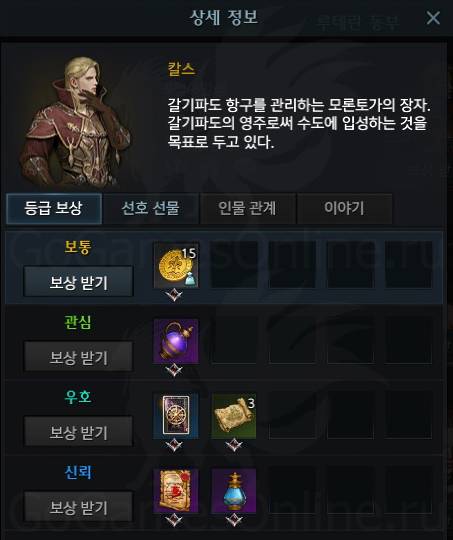 상세 정보
루테란 동부
칼스
갈기파도 항구를 관리하는 모론토가의 장자.
갈기파도의 영주로써 수도에 입성하는 것을
목표로 두고 있다.
등급 보상
선호 선물
인물 관계
이야기
보통
15
보상 받기
관심
보상 받기
우호
3
보상 받기
신뢰
보상 받기
GoGamesOnline.ru
GoGamesOnline.ru